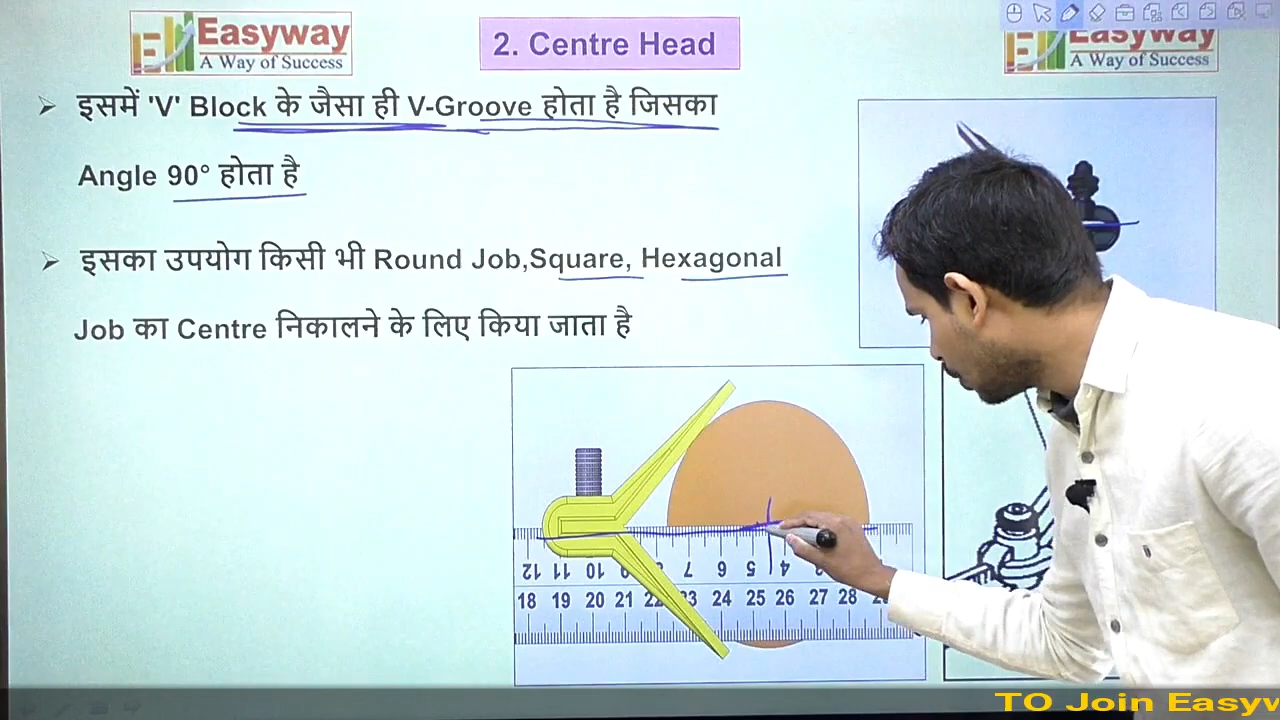 Easyway
A Way of Success
2. Centre Head
Easyway
A Way of Success
➢ इसमें 'V' Block के जैसा ही V-Groove होता है जिसका
Angle 90° होता है
➢ इसका उपयोग किसी भी Round Job,Square, Hexagonal
Job का Centre निकालने के लिए किया जाता है
12 11 10 7 6 5 4
18 19 20 21 22 23 24 25 26 27 28
TO Join Easyw